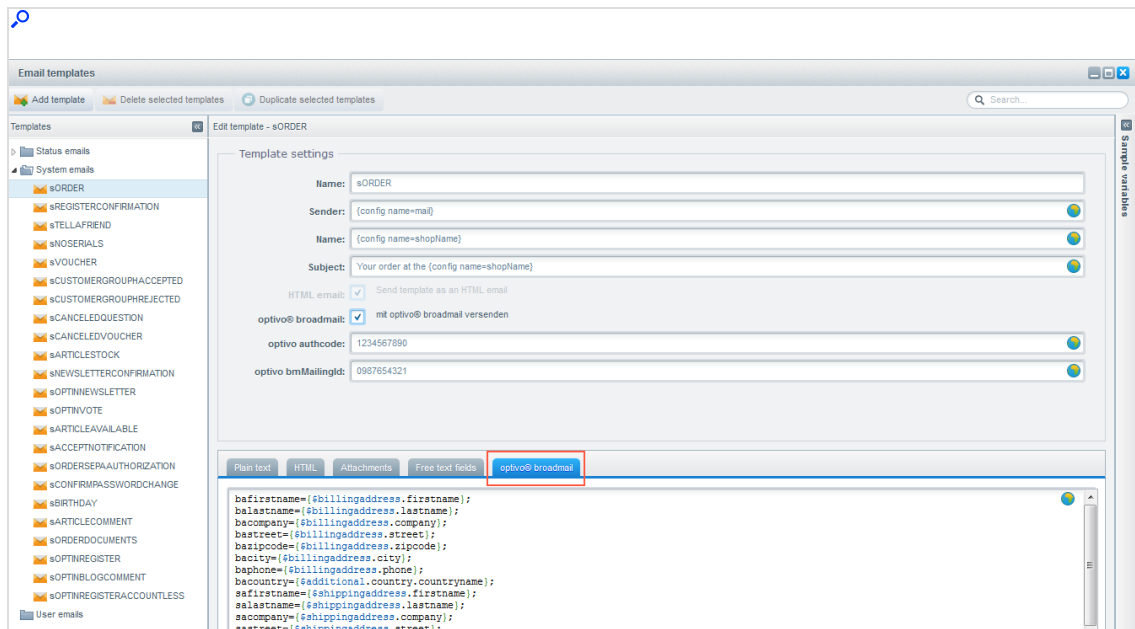 Email templates
Add template Delete selected templates Duplicate selected templates Search...
Templates
Edit template - sORDER
Sample variables
Status emails
System emails
sORDER
sREGISTERCONFIRMATION
sTELLAFRIEND
sNOSERIALS
sVOUCHER
sCUSTOMERGROUPHACCEPTED
sCUSTOMERGROUPHREJECTED
sCANCELEDQUESTION
sCANCELEDVOUCHER
sARTICLESTOCK
sNEWSLETTERCONFIRMATION
sOPTINNEWSLETTER
sOPTINVOTE
sARTICLEAVAILABLE
sACCEPTNOTIFICATION
sORDERSEPAAUTHORIZATION
sCONFIRMPASSWORDCHANGE
sBIRTHDAY
sARTICLECOMMENT
sORDERDOCUMENTS
sOPTINREGISTER
sOPTINBLOGCOMMENT
sOPTINREGISTERACCOUNTLESS
User emails
Template settings
Name: sORDER
Sender: {config name=mail}
Name: {config name=shopName}
Subject: Your order at the {config name=shopName}
HTML email: Send template as an HTML email
optivo® broadmail: mit optivo® broadmail versenden
optivo authcode: 1234567890
optivo bmMailingId: 0987654321
Plain text HTML Attachments Free text fields optivo® broadmail
bafirstname={$billingaddress.firstname};
balastname={$billingaddress.lastname};
bacompany={$billingaddress.company};
bastreet={$billingaddress.street};
bazipcode={$billingaddress.zipcode};
bacity={$billingaddress.city};
baphone={$billingaddress.phone};
bacountry={$additional.country.countryname};
safirstname={$shippingaddress.firstname};
salastname={$shippingaddress.lastname};
sacompany={$shippingaddress.company};
sastreet={$shippingaddress.street};